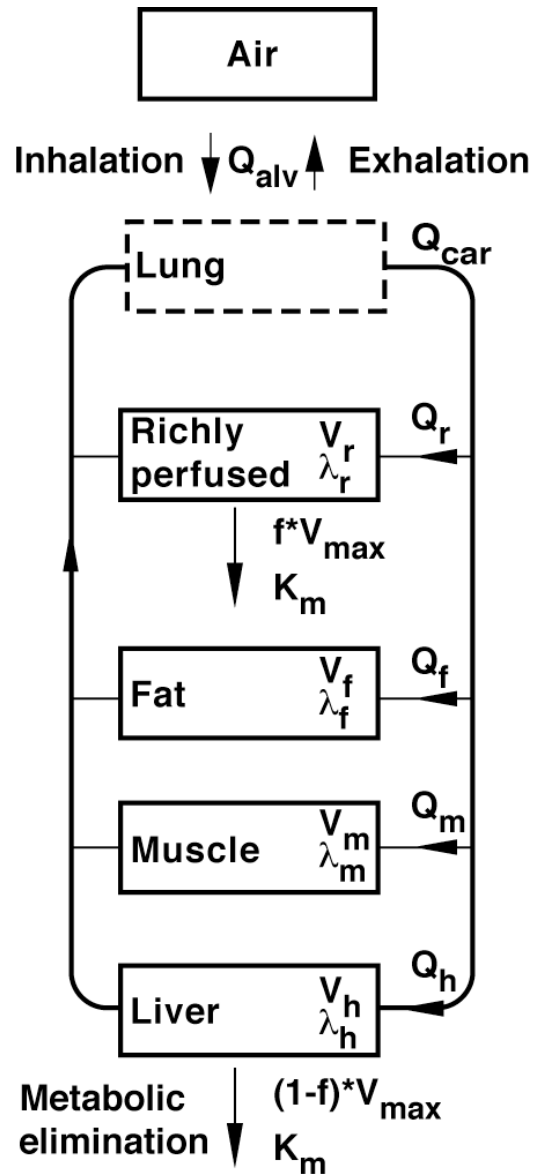 Air
Inhalation Q_alv Exhalation
Q_car
Lung
Richly perfused
V_r
λ_r
Q_r
f*V_max
K_m
Fat
V_f
λ_f
Q_f
Muscle
V_m
λ_m
Q_m
Liver
V_h
λ_h
Q_h
Metabolic elimination
(1-f)*V_max
K_m